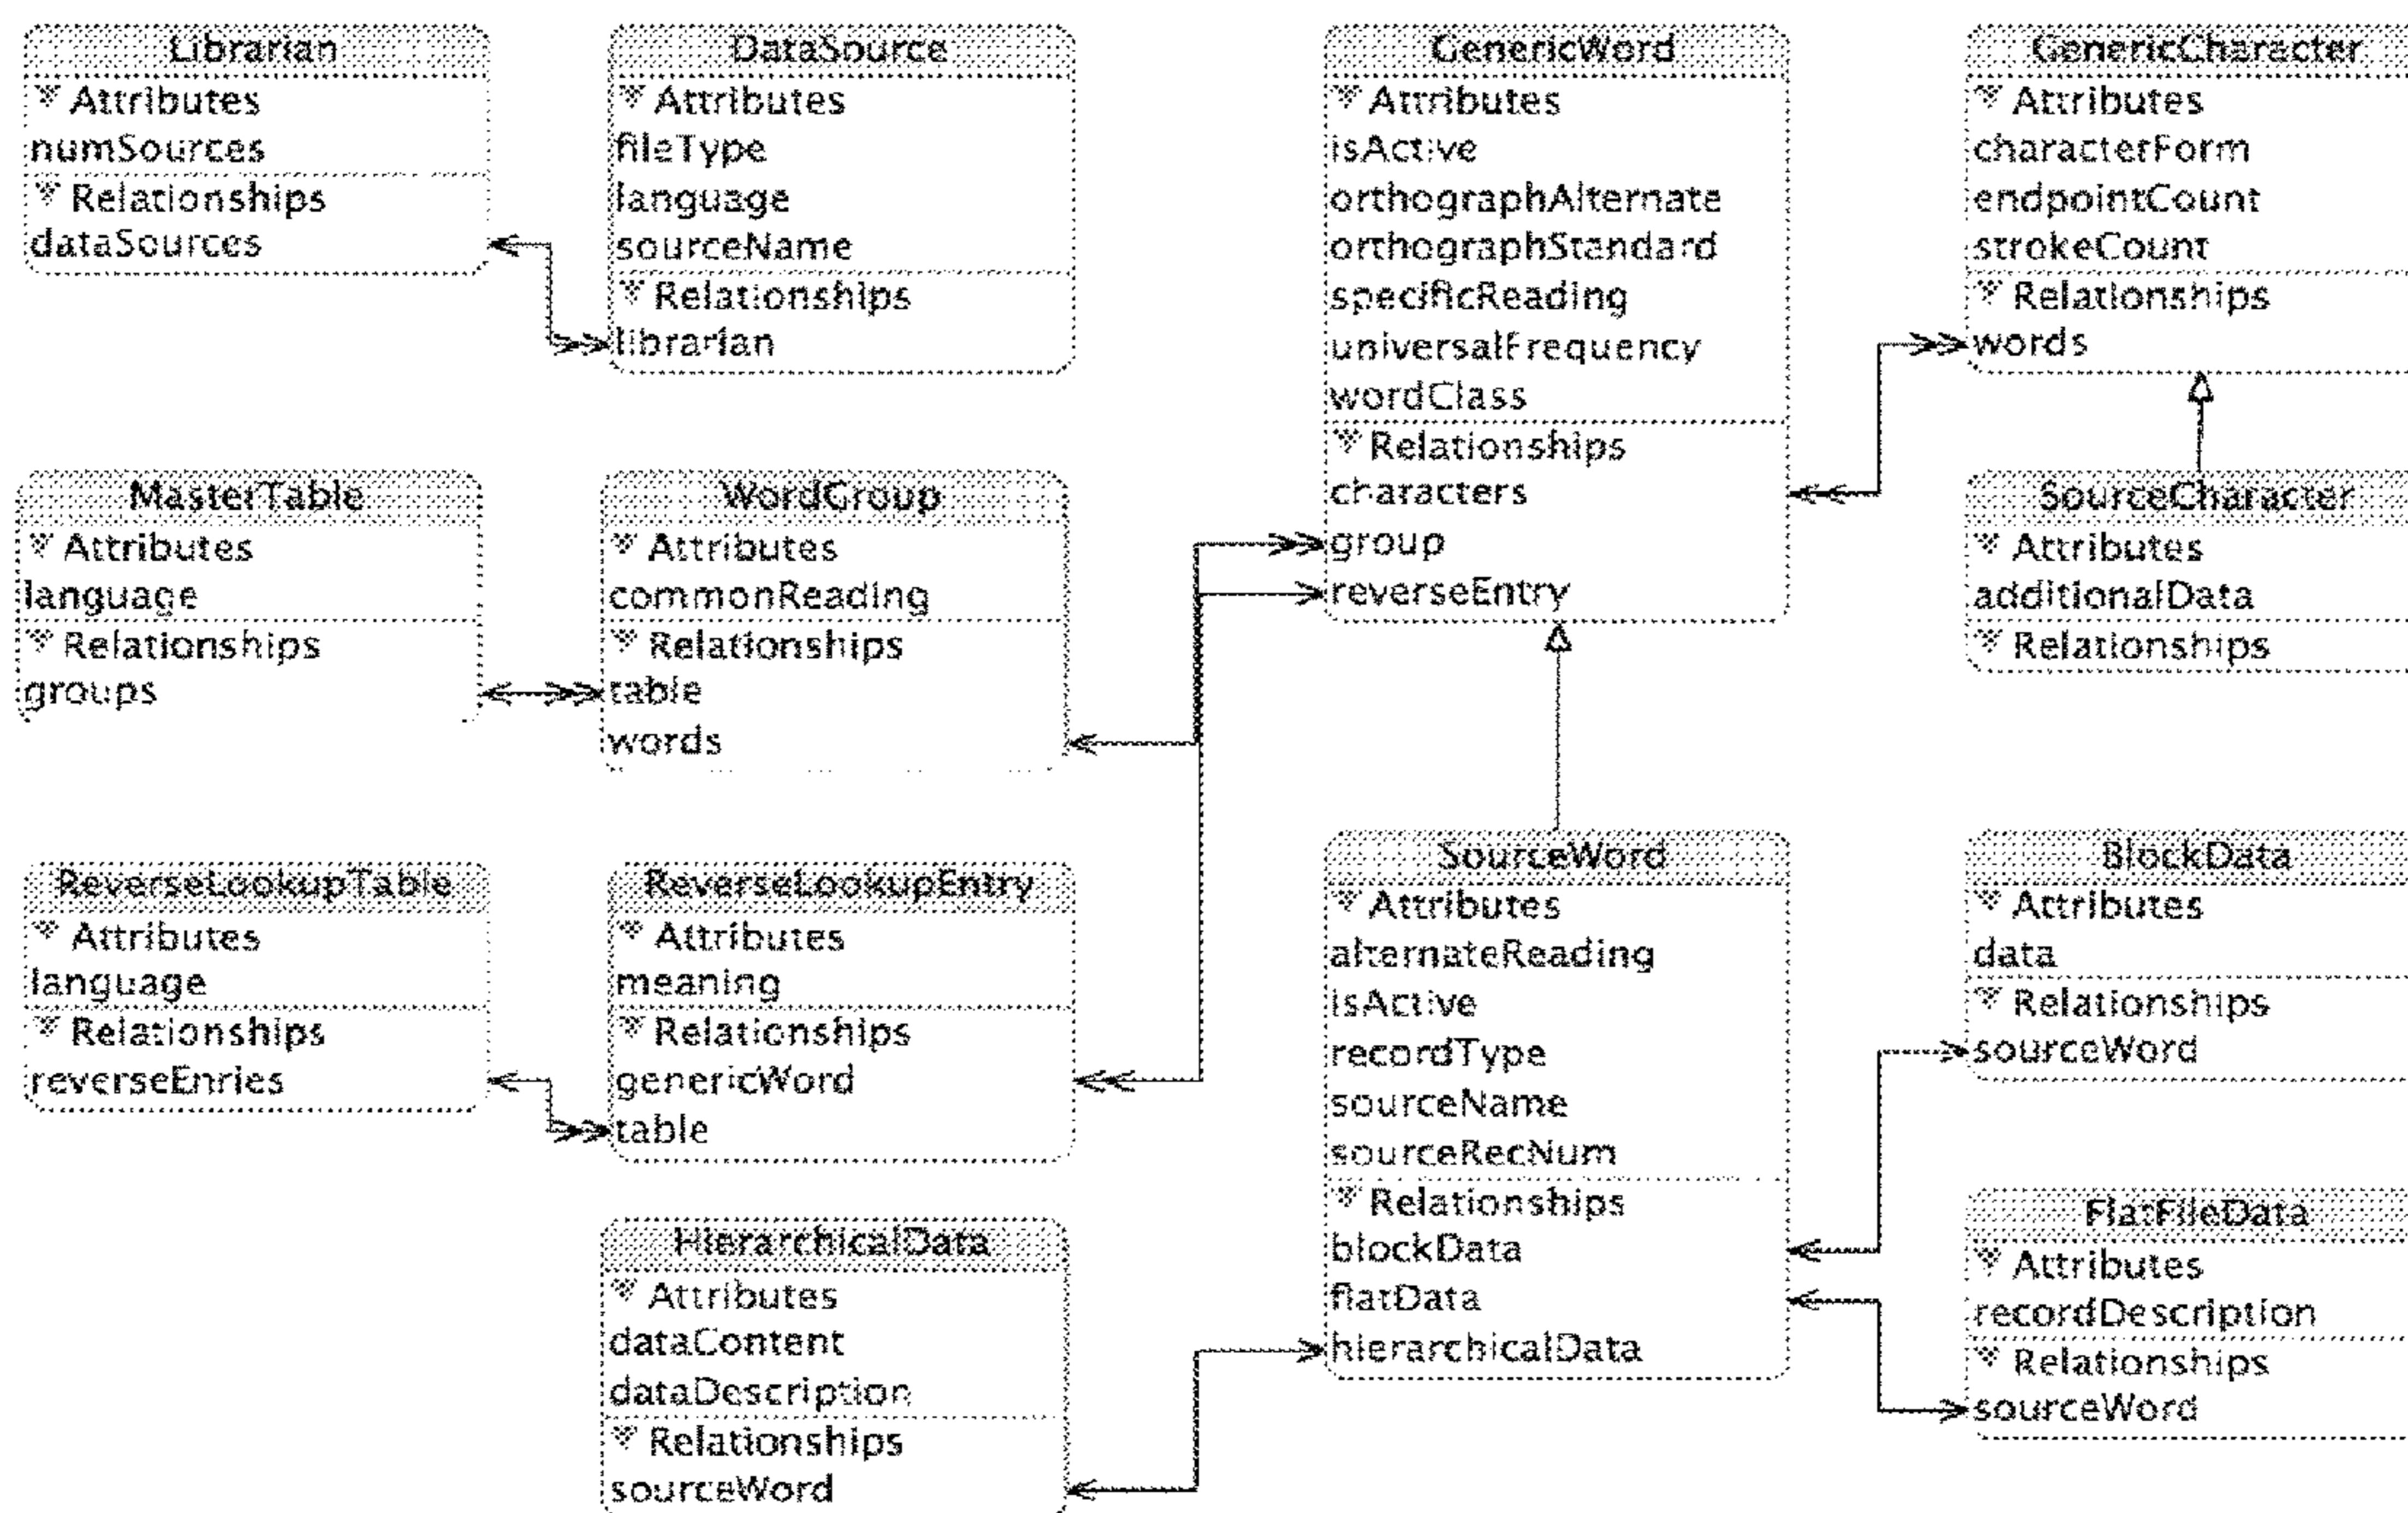 Librarian
Attributes
numSources
Relationships
dataSources
DataSource
Attributes
fileType
language
sourceName
Relationships
librarian
GenericWord
Attributes
isActive
orthographAlternate
orthographStandard
specificReading
universalFrequency
wordClass
Relationships
characters
group
reverseEntry
GenericCharacter
Attributes
characterForm
endpointCount
strokeCount
Relationships
words
MasterTable
Attributes
language
Relationships
groups
WordGroup
Attributes
commonReading
Relationships
table
words
SourceCharacter
Attributes
additionalData
Relationships
ReverseLookupTable
Attributes
language
Relationships
reverseEnries
ReverseLookupEntry
Attributes
meaning
Relationships
genericWord
table
SourceWord
Attributes
alternateReading
isActive
recordType
sourceName
sourceRecNum
Relationships
blockData
flatData
hierarchicalData
BlockData
Attributes
data
Relationships
sourceWord
HierarchicalData
Attributes
dataContent
dataDescription
Relationships
sourceWord
FlatFileData
Attributes
recordDescription
Relationships
sourceWord